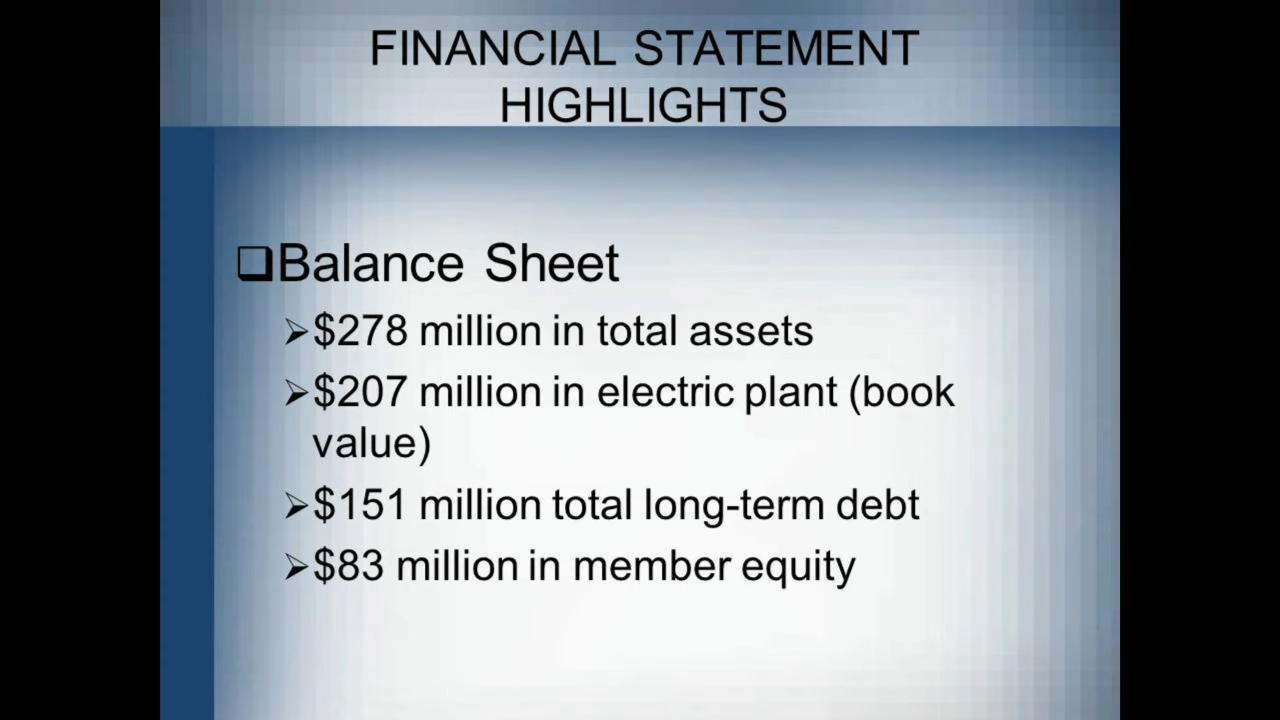 FINANCIAL STATEMENT
HIGHLIGHTS
Balance Sheet
$278 million in total assets
$207 million in electric plant (book
value)
$151 million total long-term debt
$83 million in member equity